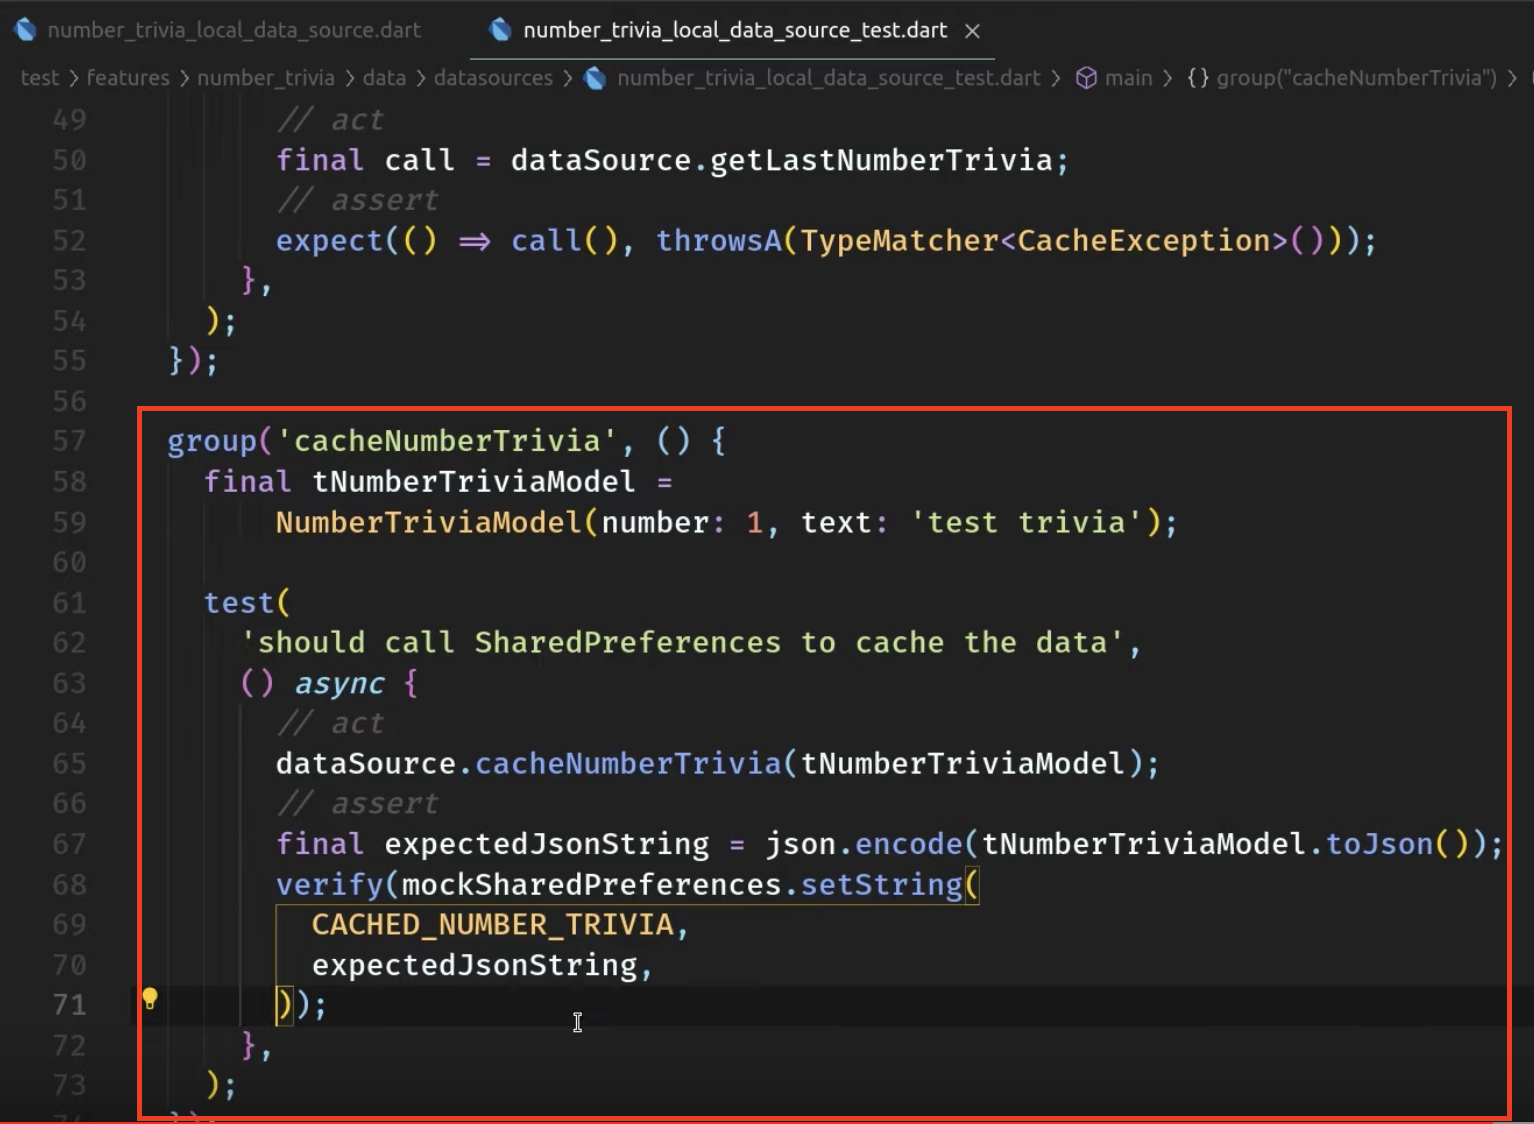 number_trivia_local_data_source.dart number_trivia_local_data_source_test.dart
test > features > number_trivia > data > datasources > number_trivia_local_data_source_test.dart > main > {} group("cacheNumberTrivia") >
49 // act
50 final call = dataSource.getLastNumberTrivia;
51 // assert
52 expect(() => call(), throwsA(TypeMatcher<CacheException>()));
53 },
54 );
55 });
56
57 group('cacheNumberTrivia', () {
58 final tNumberTriviaModel =
59 NumberTriviaModel(number: 1, text: 'test trivia');
60
61 test(
62 'should call SharedPreferences to cache the data',
63 () async {
64 // act
65 dataSource.cacheNumberTrivia(tNumberTriviaModel);
66 // assert
67 final expectedJsonString = json.encode(tNumberTriviaModel.toJson());
68 verify(mockSharedPreferences.setString(
69 CACHED_NUMBER_TRIVIA,
70 expectedJsonString,
71 ));
72 },
73 );